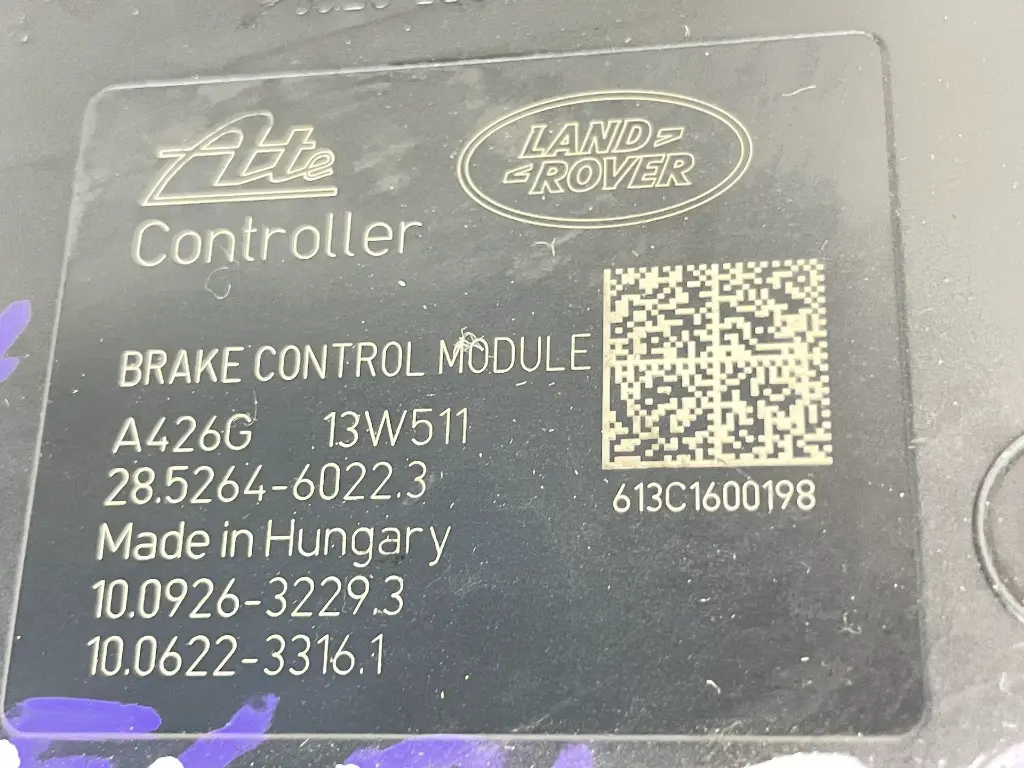 Ate
LAND
ROVER
Controller
BRAKE CONTROL MODULE
A426G 13W511
28.5264-6022.3
613C1600198
Made in Hungary
10.0926-3229.3
10.0622-3316.1